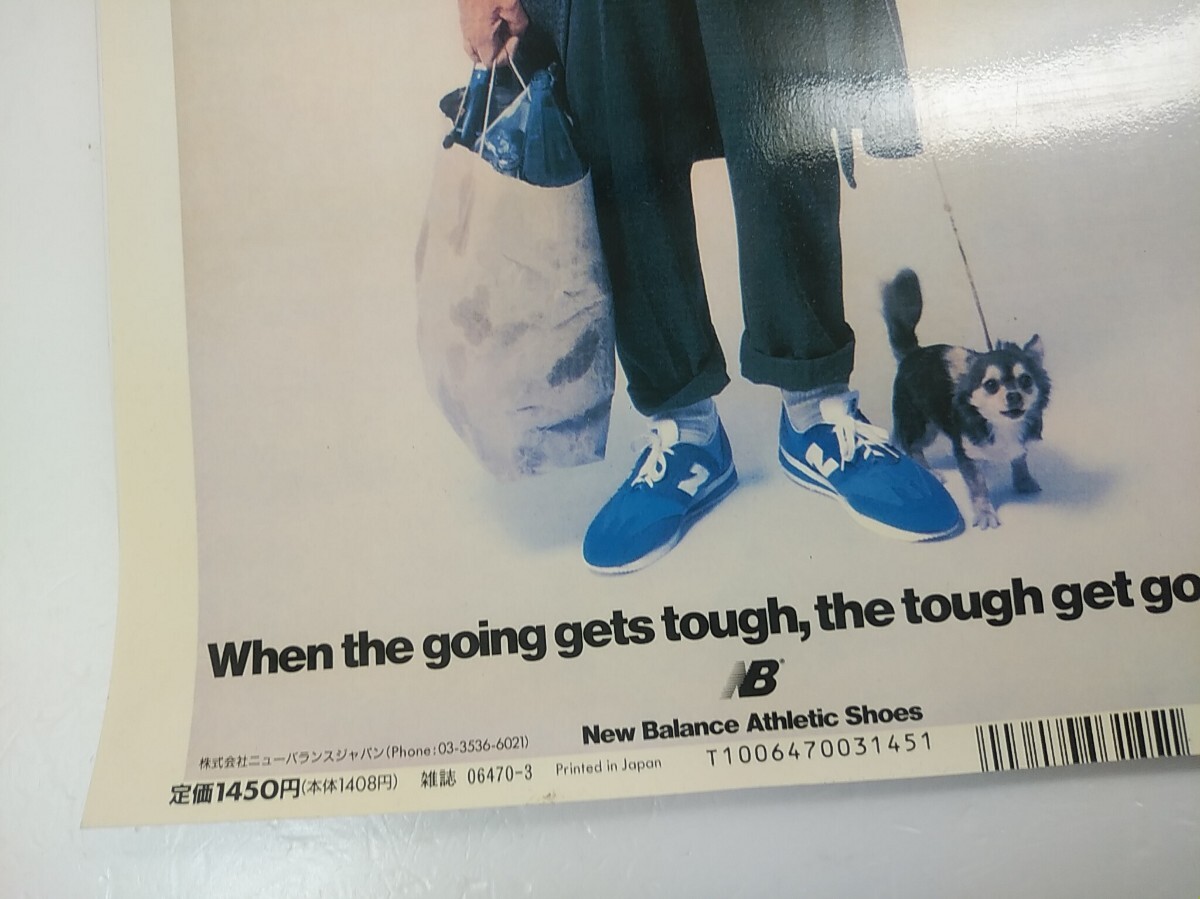 When the going gets tough, the tough get go
NB
New Balance Athletic Shoes
株式会社ニューバランスジャパン(Phone:03-3536-6021)
定価1450円(本体1408円) 雑誌 06470-3 Printed in Japan T1006470031451